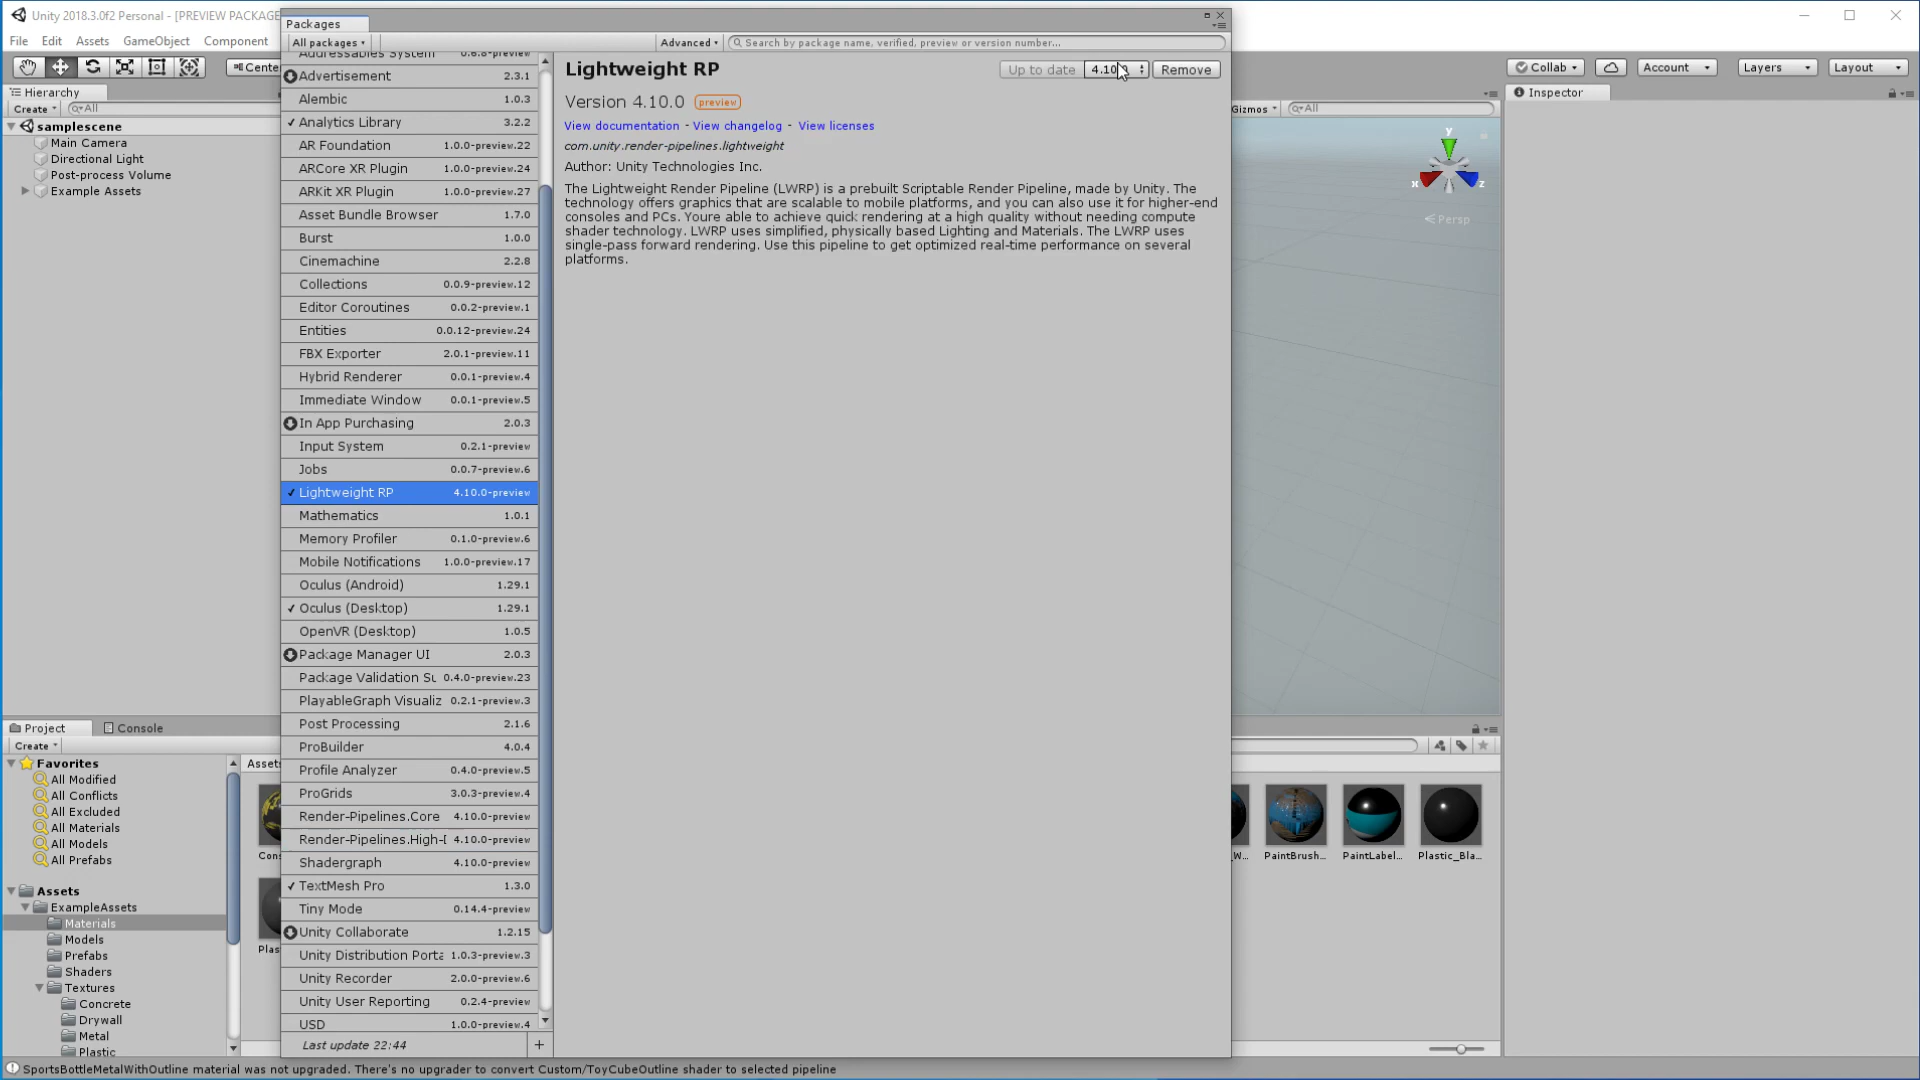 Unity 2018.3.0f2 Personal - [PREVIEW PACKAGE
File Edit Assets GameObject Component
Packages
All packages
Advanced
Search by package name, verified, preview or version number...
Collab
Account
Layers
Layout
Hierarchy
Create
All
samplescene
Main Camera
Directional Light
Post-process Volume
Example Assets
Advertisement 2.3.1
Alembic 1.0.3
Analytics Library 3.2.2
AR Foundation 1.0.0-preview.22
ARCore XR Plugin 1.0.0-preview.24
ARKit XR Plugin 1.0.0-preview.27
Asset Bundle Browser 1.7.0
Burst 1.0.0
Cinemachine 2.2.8
Collections 0.0.9-preview.12
Editor Coroutines 0.0.2-preview.1
Entities 0.0.12-preview.24
FBX Exporter 2.0.1-preview.11
Hybrid Renderer 0.0.1-preview.4
Immediate Window 0.0.1-preview.5
In App Purchasing 2.0.3
Input System 0.2.1-preview
Jobs 0.0.7-preview.6
Lightweight RP 4.10.0-preview
Mathematics 1.0.1
Memory Profiler 0.1.0-preview.6
Mobile Notifications 1.0.0-preview.17
Oculus (Android) 1.29.1
Oculus (Desktop) 1.29.1
OpenVR (Desktop) 1.0.5
Package Manager UI 2.0.3
Package Validation Su 0.4.0-preview.23
PlayableGraph Visualiz 0.2.1-preview.3
Post Processing 2.1.6
ProBuilder 4.0.4
Profile Analyzer 0.4.0-preview.5
ProGrids 3.0.3-preview.4
Render-Pipelines.Core 4.10.0-preview
Render-Pipelines.High-D 4.10.0-preview
Shadergraph 4.10.0-preview
TextMesh Pro 1.3.0
Tiny Mode 0.14.4-preview
Unity Collaborate 1.2.15
Unity Distribution Porta 1.0.3-preview.3
Unity Recorder 2.0.0-preview.6
Unity User Reporting 0.2.4-preview
USD 1.0.0-preview.4
Last update 22:44
Lightweight RP
Up to date
Remove
Version 4.10.0 preview
View documentation - View changelog - View licenses
com.unity.render-pipelines.lightweight
Author: Unity Technologies Inc.
The Lightweight Render Pipeline (LWRP) is a prebuilt Scriptable Render Pipeline, made by Unity. The
technology offers graphics that are scalable to mobile platforms, and you can also use it for higher-end
consoles and PCs. Youre able to achieve quick rendering at a high quality without needing compute
shader technology. LWRP uses simplified, physically based Lighting and Materials. The LWRP uses
single-pass forward rendering. Use this pipeline to get optimized real-time performance on several
platforms.
Gizmos
All
y
x
z
Persp
Inspector
Project
Console
Create
Favorites
All Modified
All Conflicts
All Excluded
All Materials
All Models
All Prefabs
Assets
ExampleAssets
Materials
Models
Prefabs
Shaders
Textures
Concrete
Drywall
Metal
Plastic
Assets
PaintBrush...
PaintLabel...
Plastic_Bla...
SportsBottleMetalWithOutline material was not upgraded. There's no upgrader to convert Custom/ToyCubeOutline shader to selected pipeline